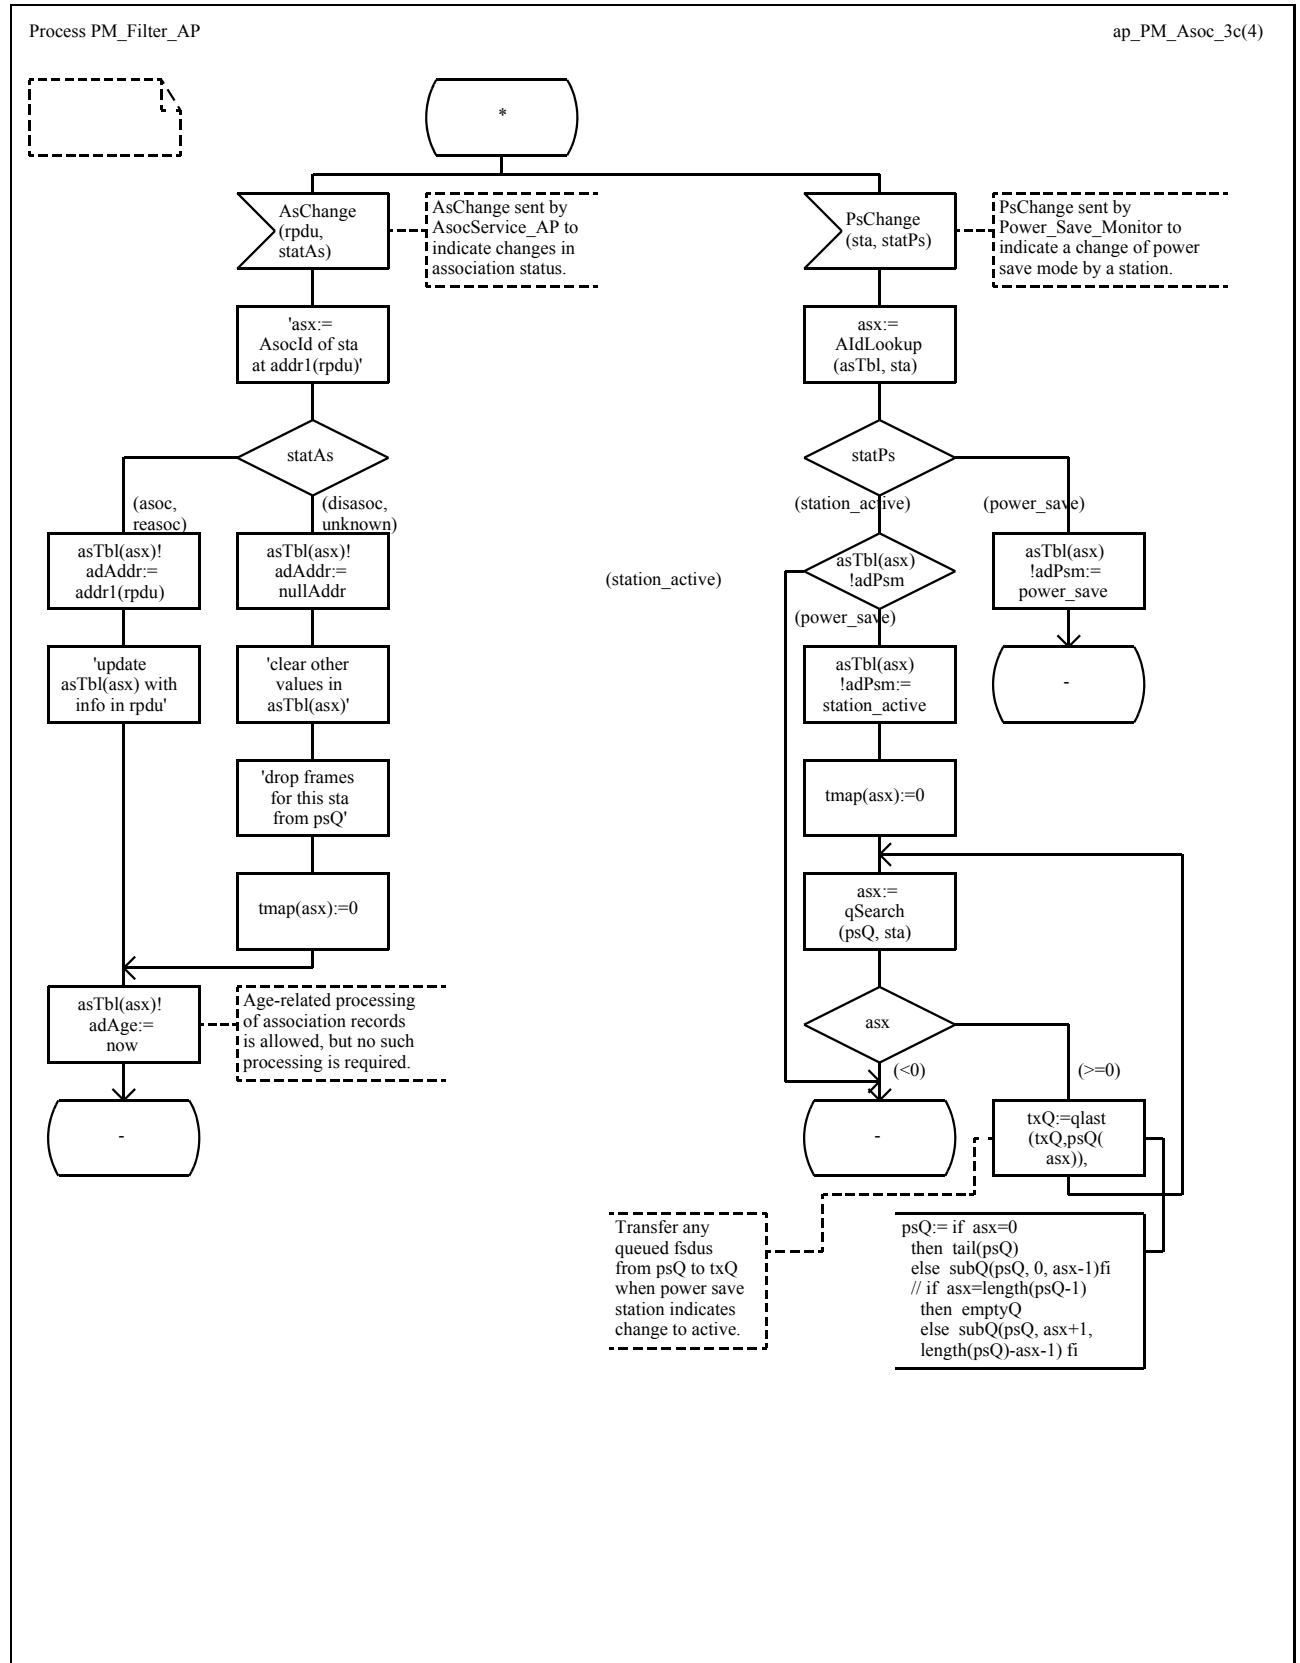 Process PM_Filter_AP
ap_PM_Asoc_3c(4)
*
AsChange
(rpdu,
statAs)
AsChange sent by
AsocService_AP to
indicate changes in
association status.
'asx:=
AsocId of sta
at addr1(rpdu)'
statAs
(asoc,
reasoc)
(disasoc,
unknown)
asTbl(asx)!
adAddr:=
addr1(rpdu)
asTbl(asx)!
adAddr:=
nullAddr
'update
asTbl(asx) with
info in rpdu'
'clear other
values in
asTbl(asx)'
'drop frames
for this sta
from psQ'
tmap(asx):=0
asTbl(asx)!
adAge:=
now
Age-related processing
of association records
is allowed, but no such
processing is required.
-
PsChange
(sta, statPs)
PsChange sent by
Power_Save_Monitor to
indicate a change of power
save mode by a station.
asx:=
AIdLookup
(asTbl, sta)
statPs
(station_active)
(power_save)
asTbl(asx)
!adPsm
(station_active)
(power_save)
asTbl(asx)
!adPsm:=
power_save
-
asTbl(asx)
!adPsm:=
station_active
tmap(asx):=0
asx:=
qSearch
(psQ, sta)
asx
(<0)
(>=0)
-
txQ:=qlast
(txQ,psQ(
asx)),
Transfer any
queued fsdus
from psQ to txQ
when power save
station indicates
change to active.
psQ:= if asx=0
then tail(psQ)
else subQ(psQ, 0, asx-1)fi
// if asx=length(psQ-1)
then emptyQ
else subQ(psQ, asx+1,
length(psQ)-asx-1) fi